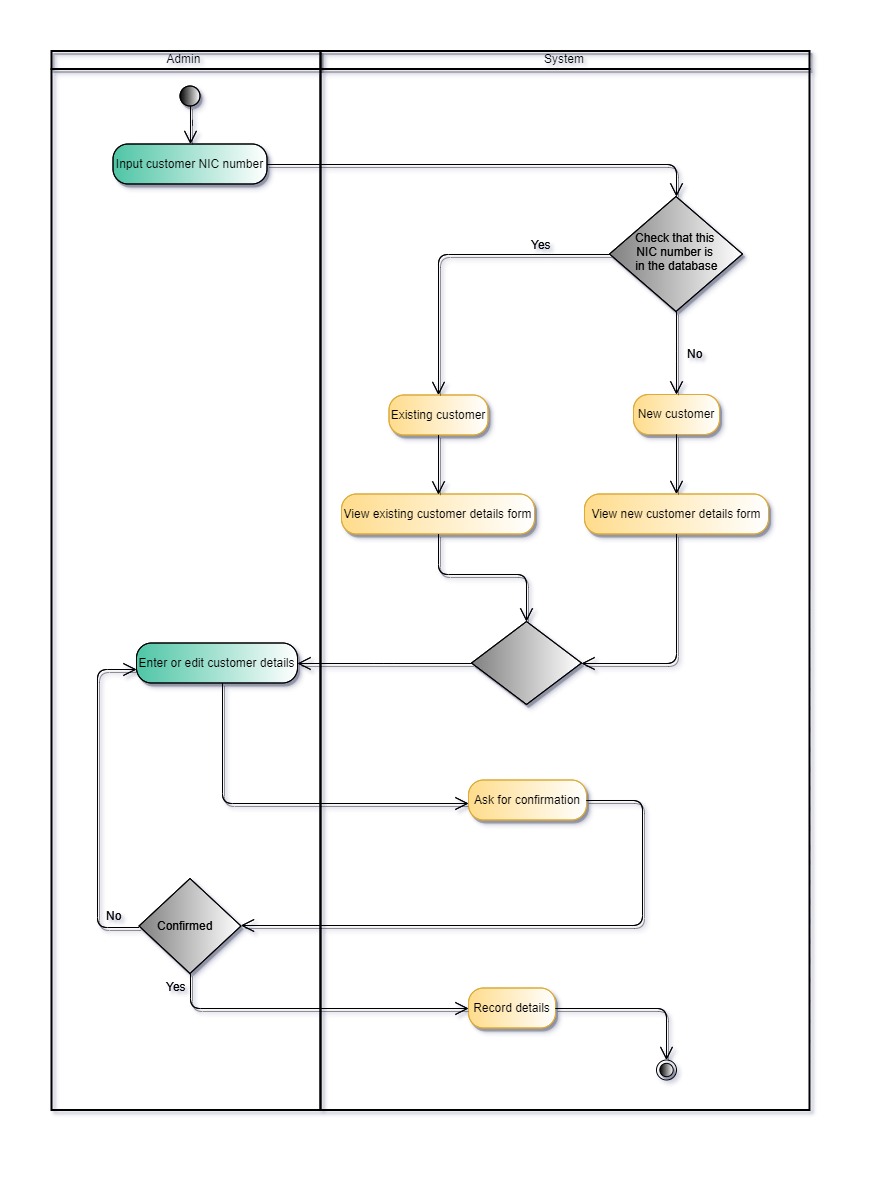 Admin
System
Input customer NIC number
Check that this
NIC number is
in the database
Yes
No
Existing customer
New customer
View existing customer details form
View new customer details form
Enter or edit customer details
Ask for confirmation
No
Confirmed
Yes
Record details